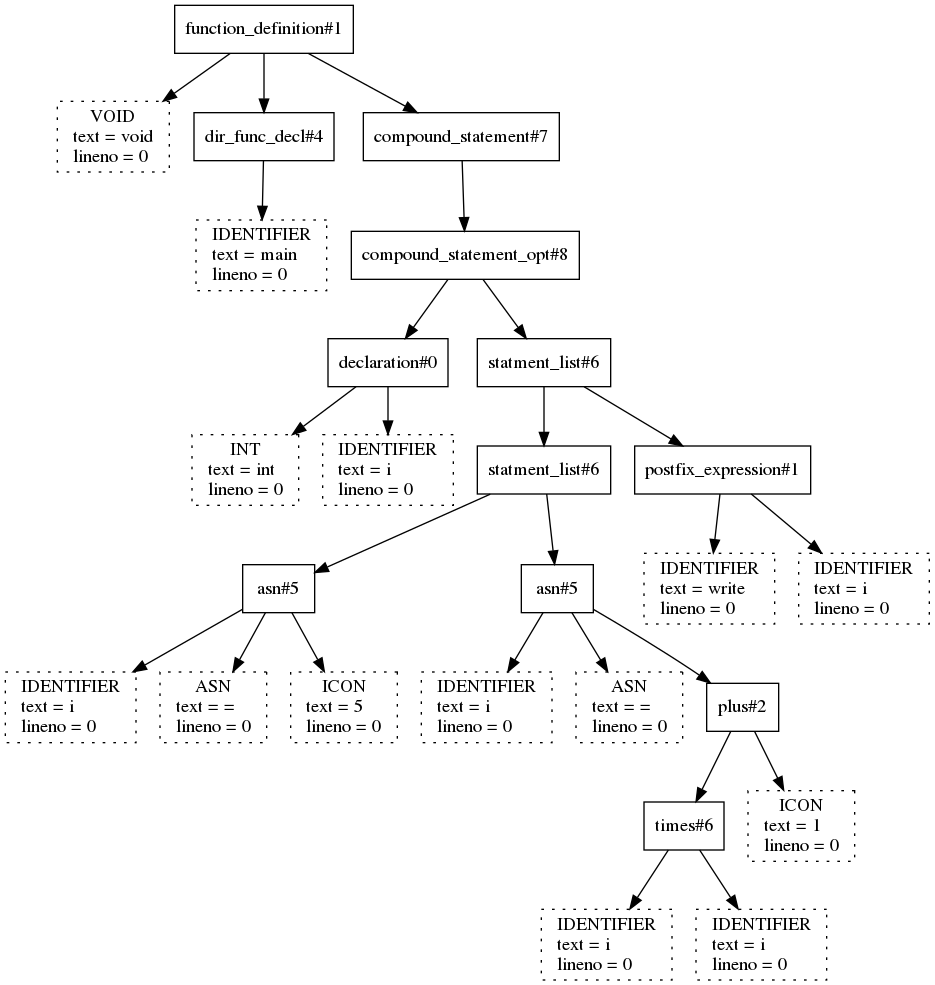 function_definition#1
VOID
text = void
lineno = 0
dir_func_decl#4
compound_statement#7
IDENTIFIER
text = main
lineno = 0
compound_statement_opt#8
declaration#0
statment_list#6
INT
text = int
lineno = 0
IDENTIFIER
text = i
lineno = 0
statment_list#6
postfix_expression#1
asn#5
asn#5
IDENTIFIER
text = write
lineno = 0
IDENTIFIER
text = i
lineno = 0
IDENTIFIER
text = i
lineno = 0
ASN
text = =
lineno = 0
ICON
text = 5
lineno = 0
IDENTIFIER
text = i
lineno = 0
ASN
text = =
lineno = 0
plus#2
times#6
ICON
text = 1
lineno = 0
IDENTIFIER
text = i
lineno = 0
IDENTIFIER
text = i
lineno = 0